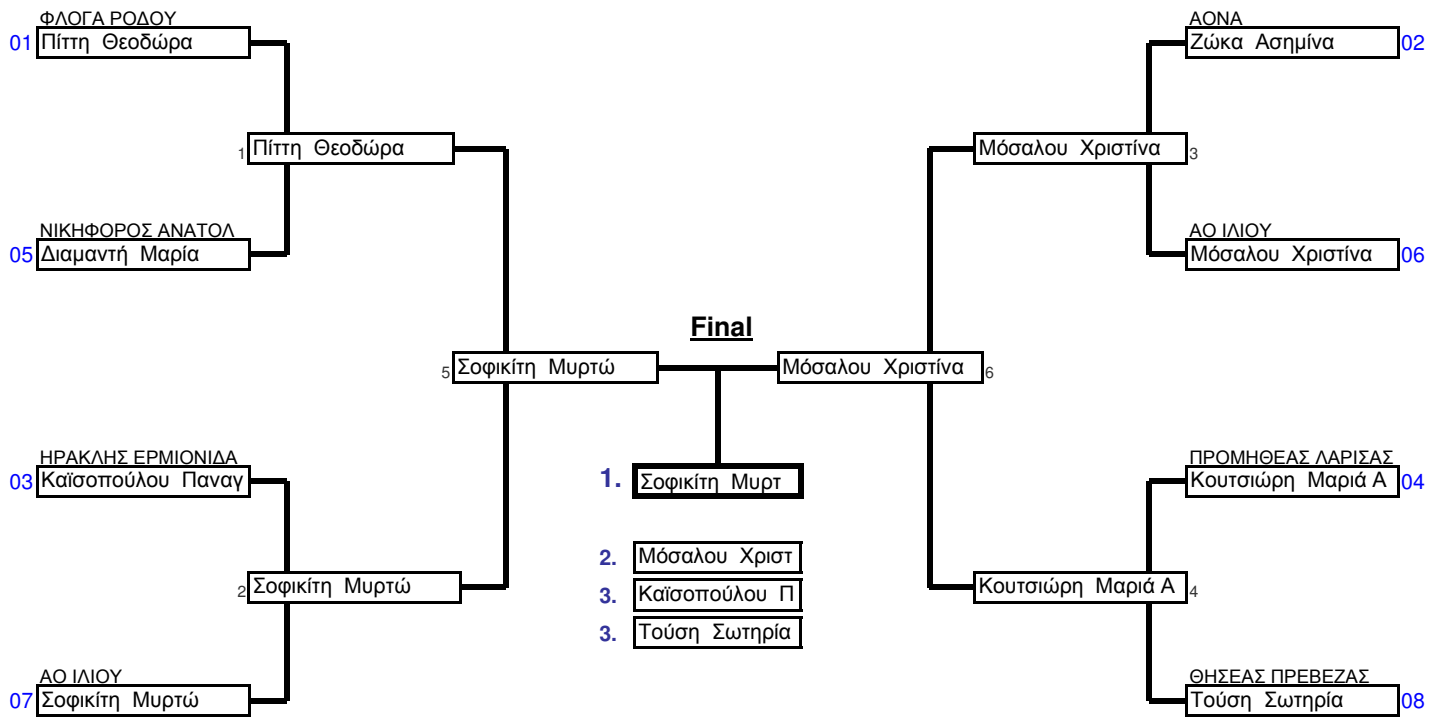 ΦΛΟΓΑ ΡΟΔΟΥ
01 Πίττη Θεοδώρα
ΑΟΝΑ
Ζώκα Ασημίνα 02
1 Πίττη Θεοδώρα
Μόσαλου Χριστίνα 3
ΝΙΚΗΦΟΡΟΣ ΑΝΑΤΟΛ
05 Διαμαντή Μαρία
ΑΟ ΙΛΙΟΥ
Μόσαλου Χριστίνα 06
Final
5 Σοφικίτη Μυρτώ
Μόσαλου Χριστίνα 6
ΗΡΑΚΛΗΣ ΕΡΜΙΟΝΙΔΑ
03 Καϊσοπούλου Παναγ
1. Σοφικίτη Μυρτ
ΠΡΟΜΗΘΕΑΣ ΛΑΡΙΣΑΣ
Κουτσιώρη Μαριά Α 04
2. Μόσαλου Χριστ
3. Καϊσοπούλου Π
3. Τούση Σωτηρία
2 Σοφικίτη Μυρτώ
Κουτσιώρη Μαριά Α 4
ΑΟ ΙΛΙΟΥ
07 Σοφικίτη Μυρτώ
ΘΗΣΕΑΣ ΠΡΕΒΕΖΑΣ
Τούση Σωτηρία 08